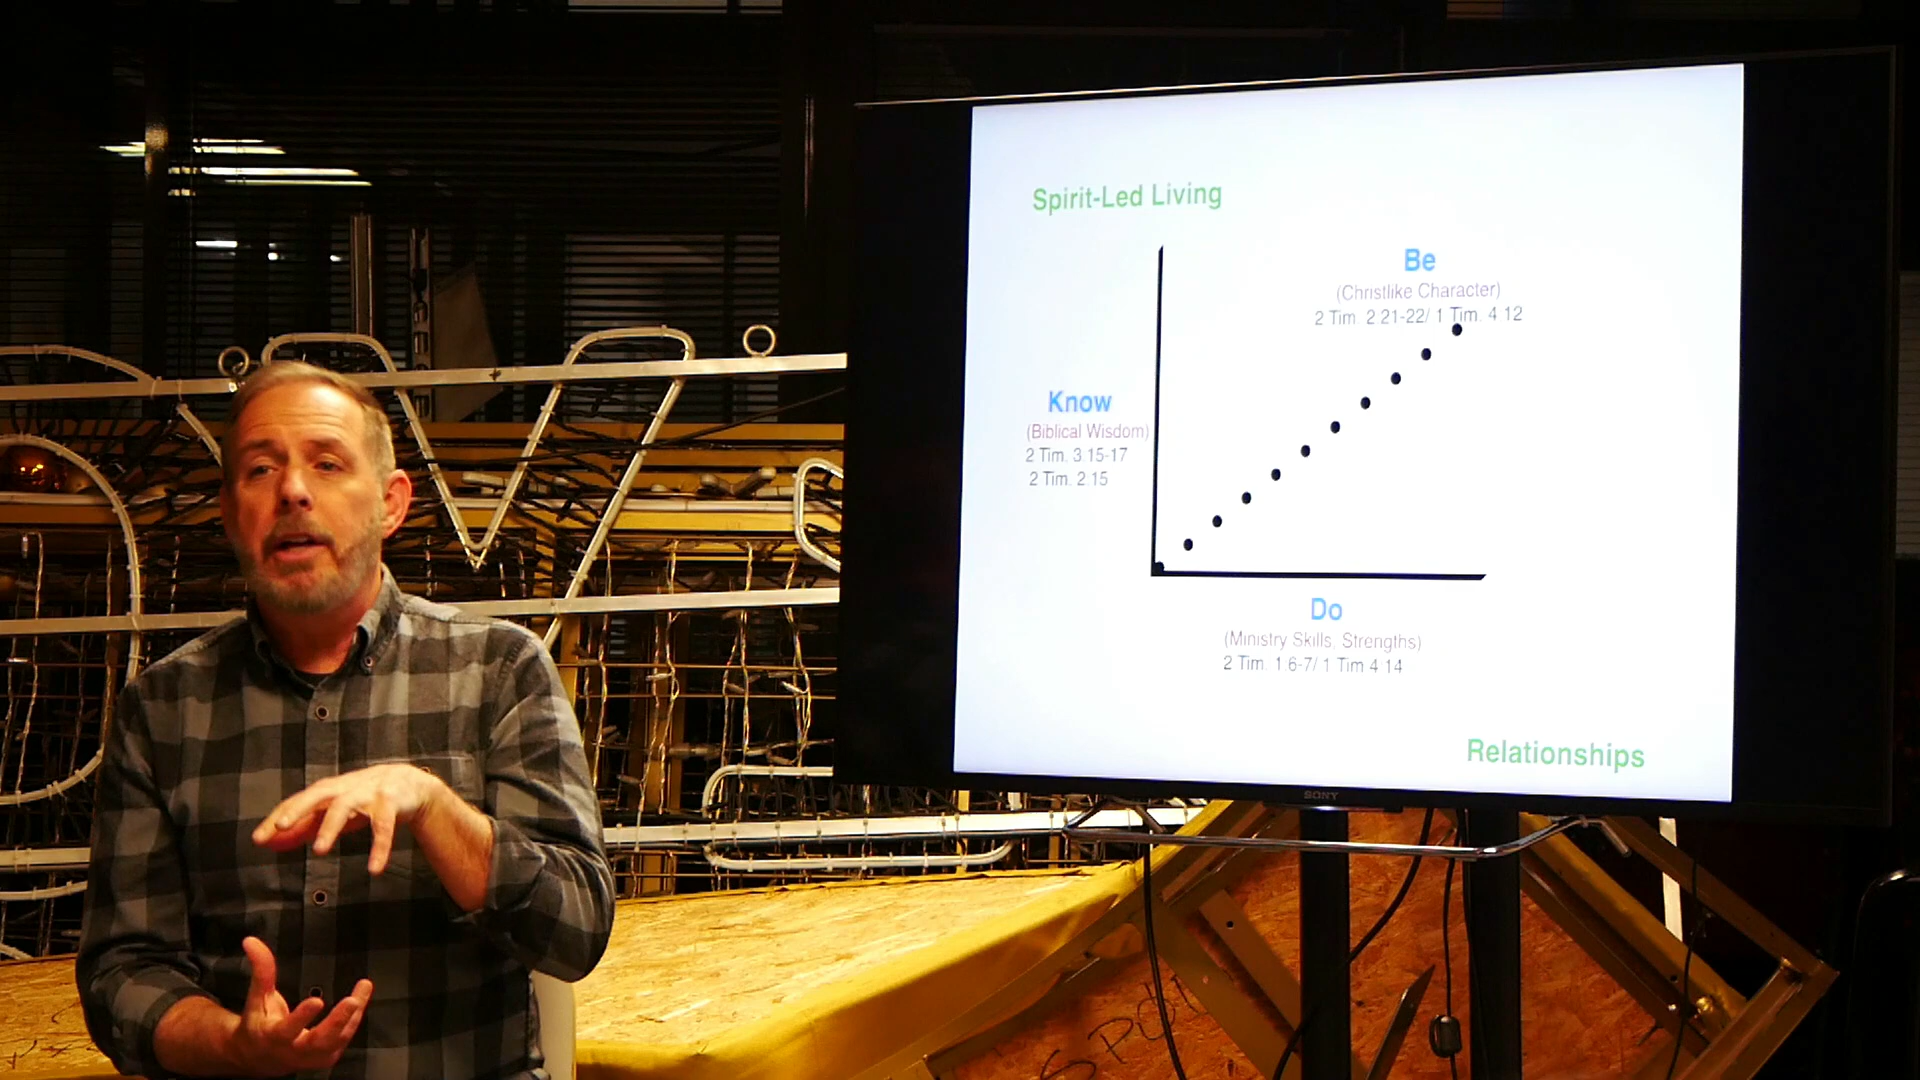 Spirit-Led Living
Be
(Christlike Character)
2 Tim. 2 21-22/ 1 Tim. 4 12
Know
(Biblical Wisdom)
2 Tim. 3.15-17
2 Tim. 2.15
Do
(Ministry Skills, Strengths)
2 Tim. 1.6-7/ 1 Tim 4 14
Relationships
SONY